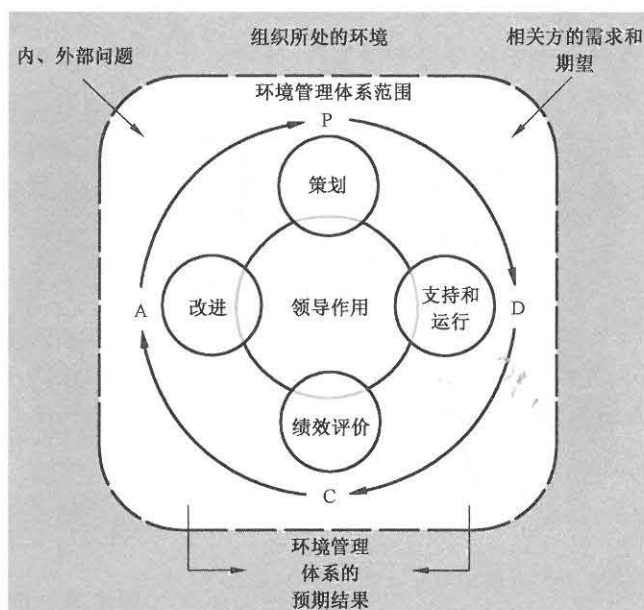 组织所处的环境
内、外部问题
相关方的需求和
期望
环境管理体系范围
P
策划
A
改进
领导作用
支持和
运行
D
绩效评价
C
环境管理
体系的
预期结果